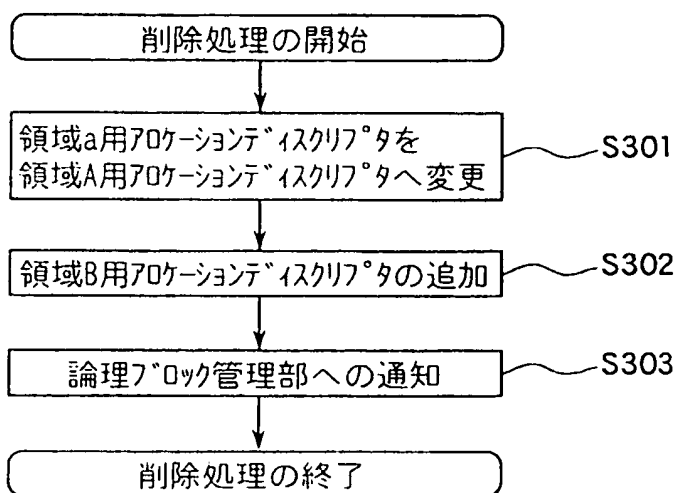 削除処理の開始
領域a用ｱﾛｹｰｼｮﾝﾃﾞｨｽｸﾘﾌﾟﾀを
領域A用ｱﾛｹｰｼｮﾝﾃﾞｨｽｸﾘﾌﾟﾀへ変更
S301
領域B用ｱﾛｹｰｼｮﾝﾃﾞｨｽｸﾘﾌﾟﾀの追加
S302
論理ﾌﾞﾛｯｸ管理部への通知
S303
削除処理の終了